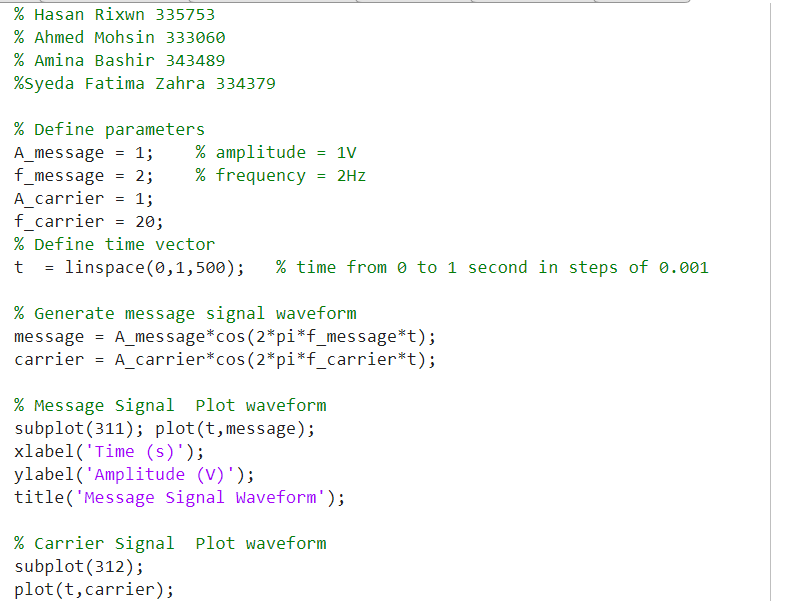 % Hasan Rixwn 335753
% Ahmed Mohsin 333060
% Amina Bashir 343489
%Syeda Fatima Zahra 334379
% Define parameters
A_message = 1;    % amplitude = 1V
f_message = 2;    % frequency = 2Hz
A_carrier = 1;
f_carrier = 20;
% Define time vector
t  = linspace(0,1,500);   % time from 0 to 1 second in steps of 0.001
% Generate message signal waveform
message = A_message*cos(2*pi*f_message*t);
carrier = A_carrier*cos(2*pi*f_carrier*t);
% Message Signal  Plot waveform
subplot(311); plot(t,message);
xlabel('Time (s)');
ylabel('Amplitude (V)');
title('Message Signal Waveform');
% Carrier Signal  Plot waveform
subplot(312);
plot(t,carrier);